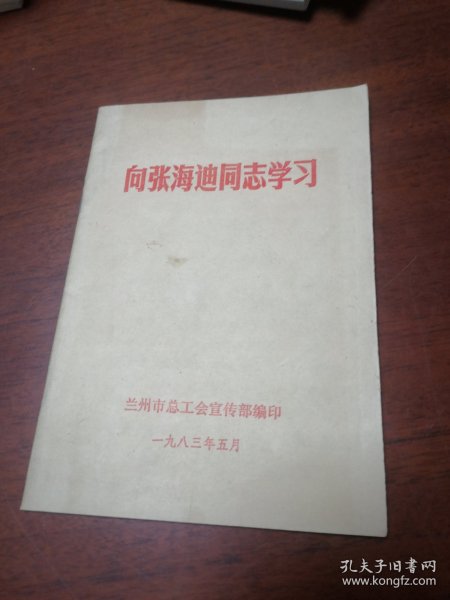 向张海迪同志学习
兰州市总工会宣传部编印
一九八三年五月
孔夫子旧书网
www.kongfz.com